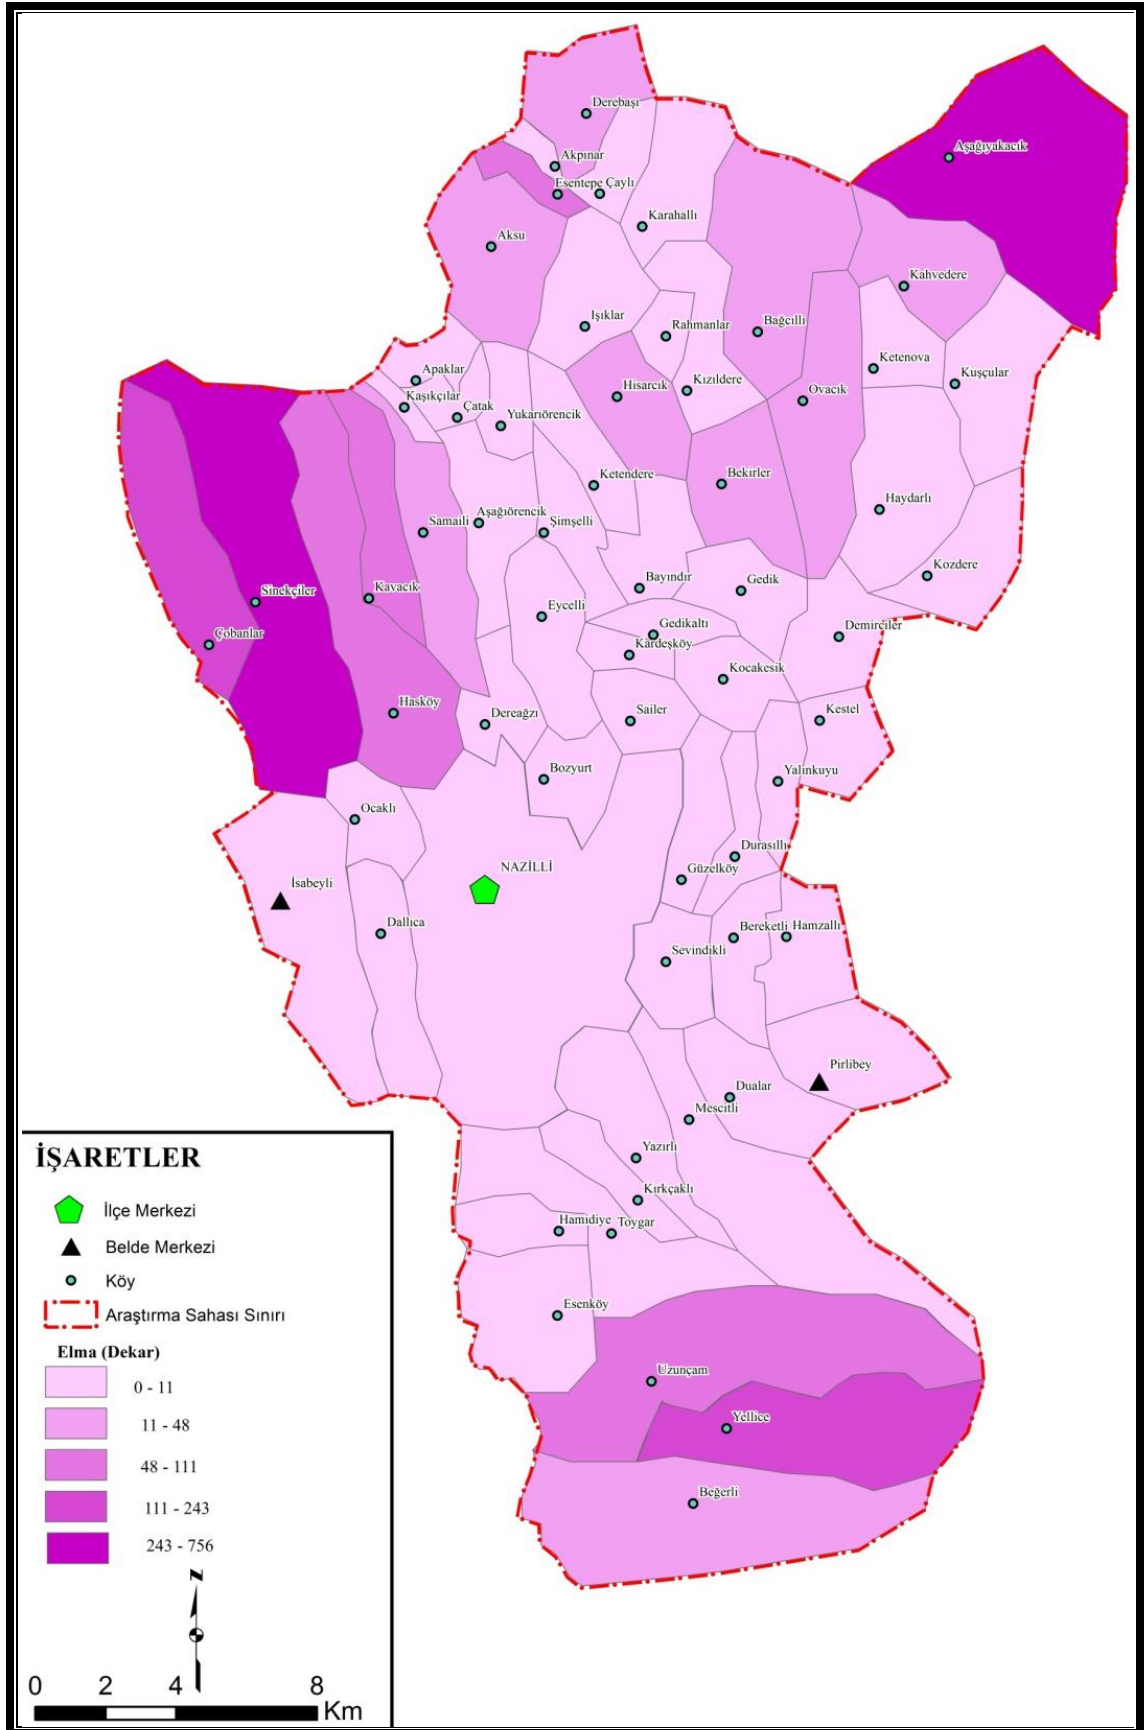 Derebaşı
Aşağıyakacık
Akpınar
Esentepe
Çaylı
Karahallı
Aksu
Kahvedere
Işıklar
Rahmanlar
Bağcıllı
Ketenova
Kuşçular
Apaklar
Hisarcık
Kızıldere
Ovacık
Kaşıkçılar
Çatak
Yukarıörencik
Ketendere
Bekirler
Haydarlı
Samaili
Aşağıörencik
Şimşelli
Kozdere
Bayındır
Gedik
Sinekçiler
Kavacık
Eycelli
Gedikaltı
Demirciler
Çobanlar
Kardeşköy
Kocakesik
Hasköy
Dereağzı
Sailer
Kestel
Bozyurt
Yalınkuyu
Ocaklı
Durasıllı
NAZİLLİ
Güzelköy
İsabeyli
Dallıca
Bereketli
Hamzallı
Sevindikli
Pirlibey
Dualar
Mescitli
Yazırlı
Kırkçaklı
Hamidiye
Toygar
Esenköy
Uzunçam
Yellice
Beğerli
İŞARETLER
İlçe Merkezi
Belde Merkezi
Köy
Araştırma Sahası Sınırı
Elma (Dekar)
0 - 11
11 - 48
48 - 111
111 - 243
243 - 756
N
0 2 4 8
Km